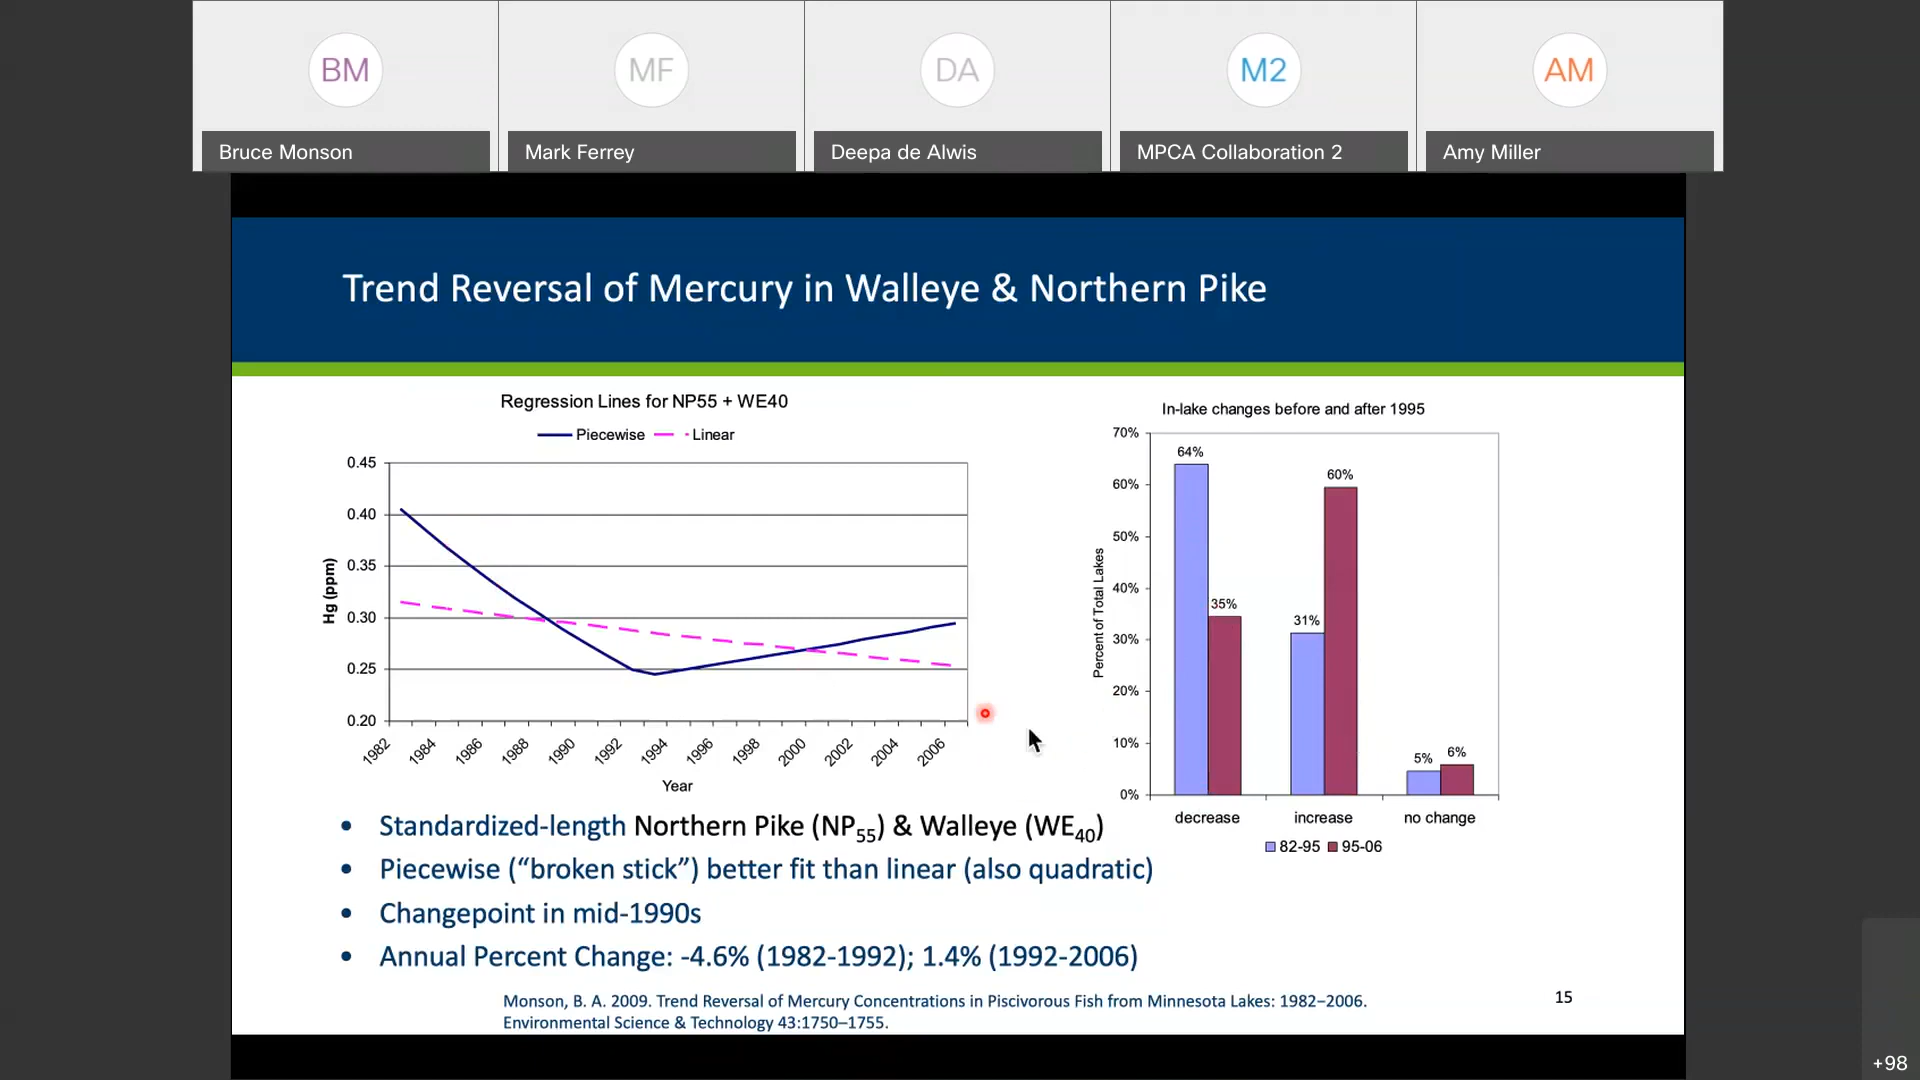 BM
MF
DA
M2
AM
Bruce Monson
Mark Ferrey
Deepa de Alwis
MPCA Collaboration 2
Amy Miller
Trend Reversal of Mercury in Walleye & Northern Pike
Regression Lines for NP55 + WE40
Piecewise
Linear
0.45
0.40
0.35
0.30
0.25
0.20
Hg (ppm)
1982
1984
1986
1988
1990
1992
1994
1996
1998
2000
2002
2004
2006
Year
In-lake changes before and after 1995
70%
60%
50%
40%
30%
20%
10%
0%
Percent of Total Lakes
64%
35%
31%
60%
5%
6%
decrease
increase
no change
82-95
95-06
• Standardized-length Northern Pike (NP55) & Walleye (WE40)
• Piecewise (“broken stick”) better fit than linear (also quadratic)
• Changepoint in mid-1990s
• Annual Percent Change: -4.6% (1982-1992); 1.4% (1992-2006)
Monson, B. A. 2009. Trend Reversal of Mercury Concentrations in Piscivorous Fish from Minnesota Lakes: 1982−2006.
Environmental Science & Technology 43:1750–1755.
15
+98